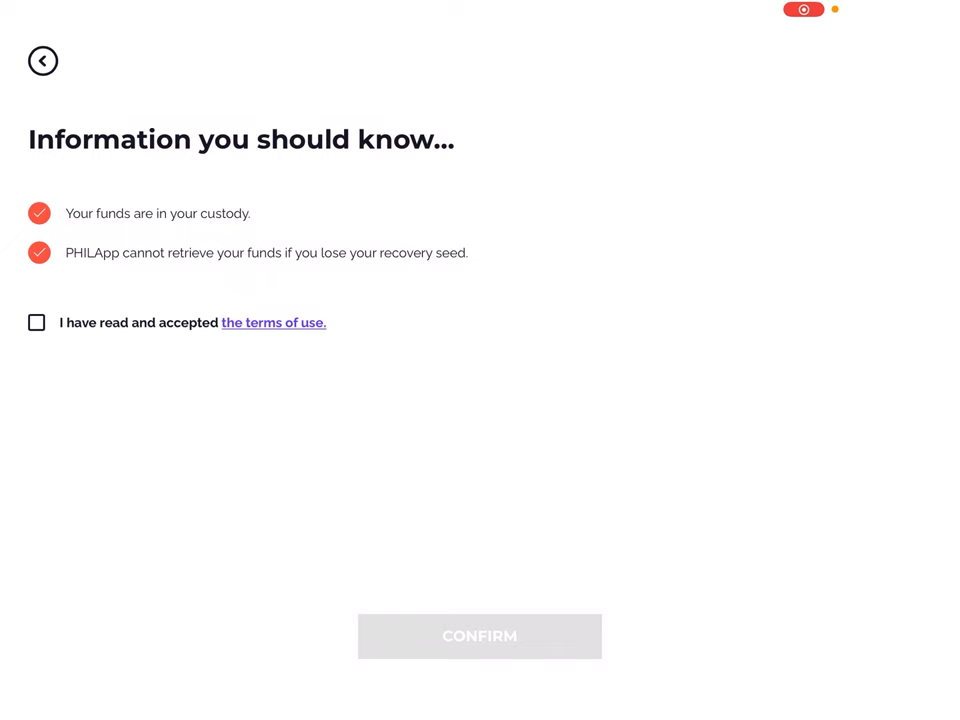 Information you should know...
Your funds are in your custody.
PHILApp cannot retrieve your funds if you lose your recovery seed.
I have read and accepted the terms of use.
CONFIRM